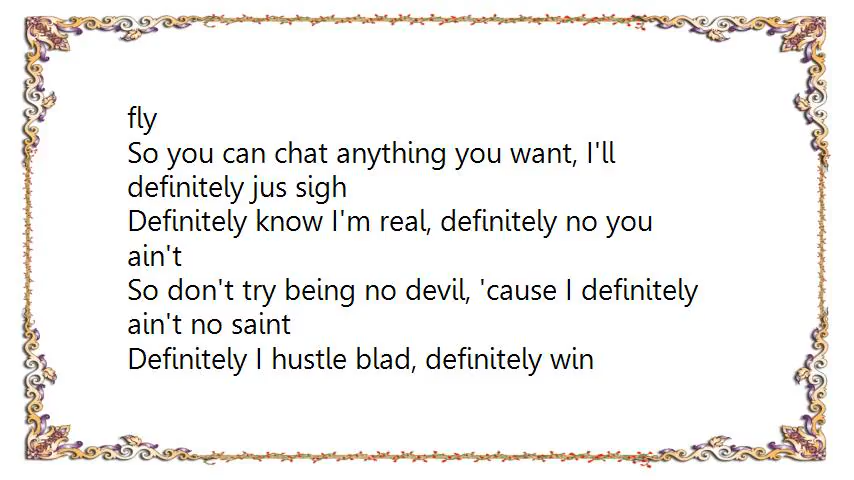 fly
So you can chat anything you want, I'll
definitely jus sigh
Definitely know I'm real, definitely no you
ain't
So don't try being no devil, 'cause I definitely
ain't no saint
Definitely I hustle blad, definitely win